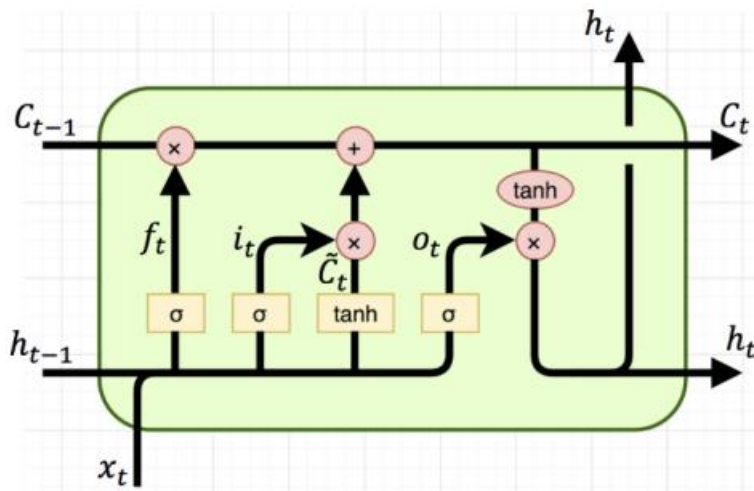 h_t
C_{t-1}
C_t
×
+
tanh
f_t
i_t
×
o_t
×
C̃_t
σ
σ
tanh
σ
h_{t-1}
h_t
x_t